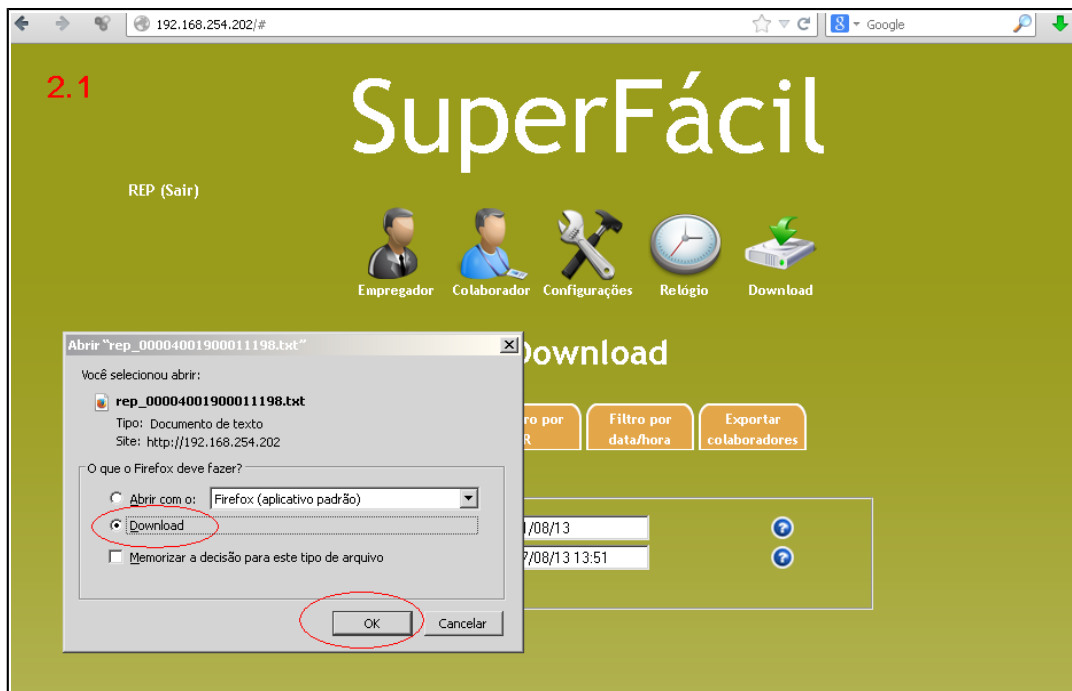 192.168.254.202/#
Google
2.1
SuperFácil
REP (Sair)
Empregador Colaborador Configurações Relógio Download
Abrir "rep_00004001900011198.txt"
Download
Você selecionou abrir:
rep_00004001900011198.txt
Tipo: Documento de texto
Site: http://192.168.254.202
O que o Firefox deve fazer?
Abrir com o: Firefox (aplicativo padrão)
Download
Memorizar a decisão para este tipo de arquivo
OK Cancelar
por
Filtro por
data/hora
Exportar
colaboradores
/08/13
/08/13 13:51